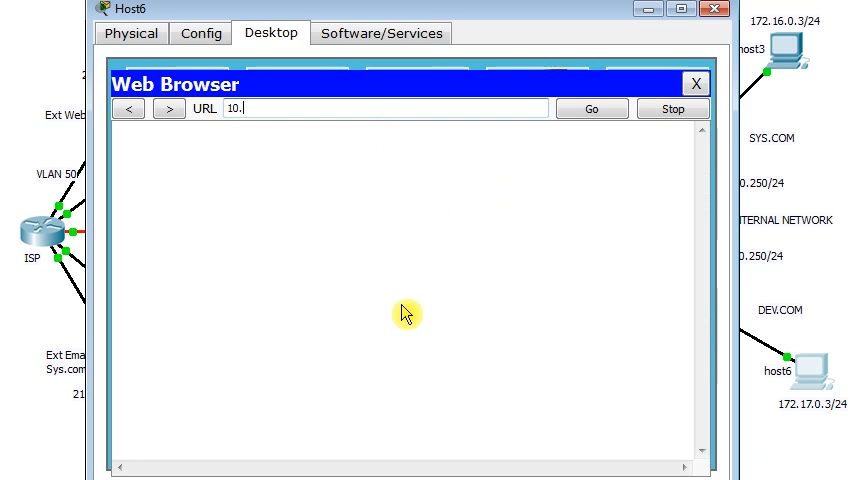 Host6
Physical
Config
Desktop
Software/Services
Web Browser
X
<
>
URL
10.
Go
Stop
2
Ext Web
VLAN 50
ISP
Ext Ema
Sys.com
21
172.16.0.3/24
host3
SYS.COM
0.250/24
TERNAL NETWORK
0.250/24
DEV.COM
host6
172.17.0.3/24